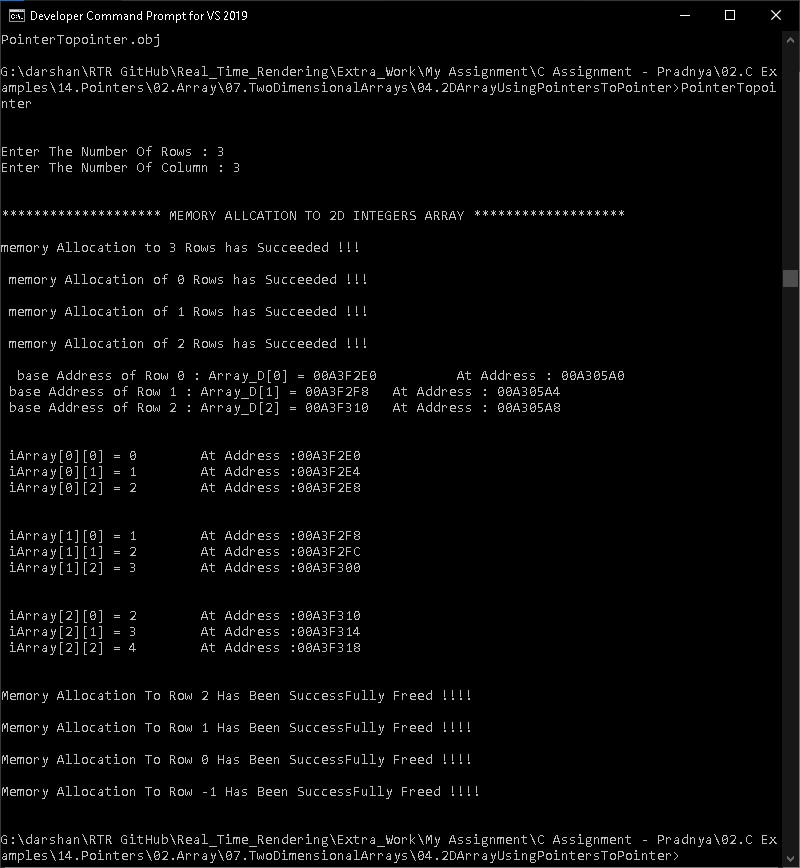 Developer Command Prompt for VS 2019
PointerTopointer.obj
G:\darshan\RTR GitHub\Real_Time_Rendering\Extra_Work\My Assignment\C Assignment - Pradnya\02.C Ex
amples\14.Pointers\02.Array\07.TwoDimensionalArrays\04.2DArrayUsingPointersToPointer>PointerTopoi
nter
Enter The Number Of Rows : 3
Enter The Number Of Column : 3
******************** MEMORY ALLCATION TO 2D INTEGERS ARRAY *******************
memory Allocation to 3 Rows has Succeeded !!!
memory Allocation of 0 Rows has Succeeded !!!
memory Allocation of 1 Rows has Succeeded !!!
memory Allocation of 2 Rows has Succeeded !!!
base Address of Row 0 : Array_D[0] = 00A3F2E0 At Address : 00A305A0
base Address of Row 1 : Array_D[1] = 00A3F2F8 At Address : 00A305A4
base Address of Row 2 : Array_D[2] = 00A3F310 At Address : 00A305A8
iArray[0][0] = 0 At Address :00A3F2E0
iArray[0][1] = 1 At Address :00A3F2E4
iArray[0][2] = 2 At Address :00A3F2E8
iArray[1][0] = 1 At Address :00A3F2F8
iArray[1][1] = 2 At Address :00A3F2FC
iArray[1][2] = 3 At Address :00A3F300
iArray[2][0] = 2 At Address :00A3F310
iArray[2][1] = 3 At Address :00A3F314
iArray[2][2] = 4 At Address :00A3F318
Memory Allocation To Row 2 Has Been SuccessFully Freed !!!!
Memory Allocation To Row 1 Has Been SuccessFully Freed !!!!
Memory Allocation To Row 0 Has Been SuccessFully Freed !!!!
Memory Allocation To Row -1 Has Been SuccessFully Freed !!!!
G:\darshan\RTR GitHub\Real_Time_Rendering\Extra_Work\My Assignment\C Assignment - Pradnya\02.C Ex
amples\14.Pointers\02.Array\07.TwoDimensionalArrays\04.2DArrayUsingPointersToPointer>